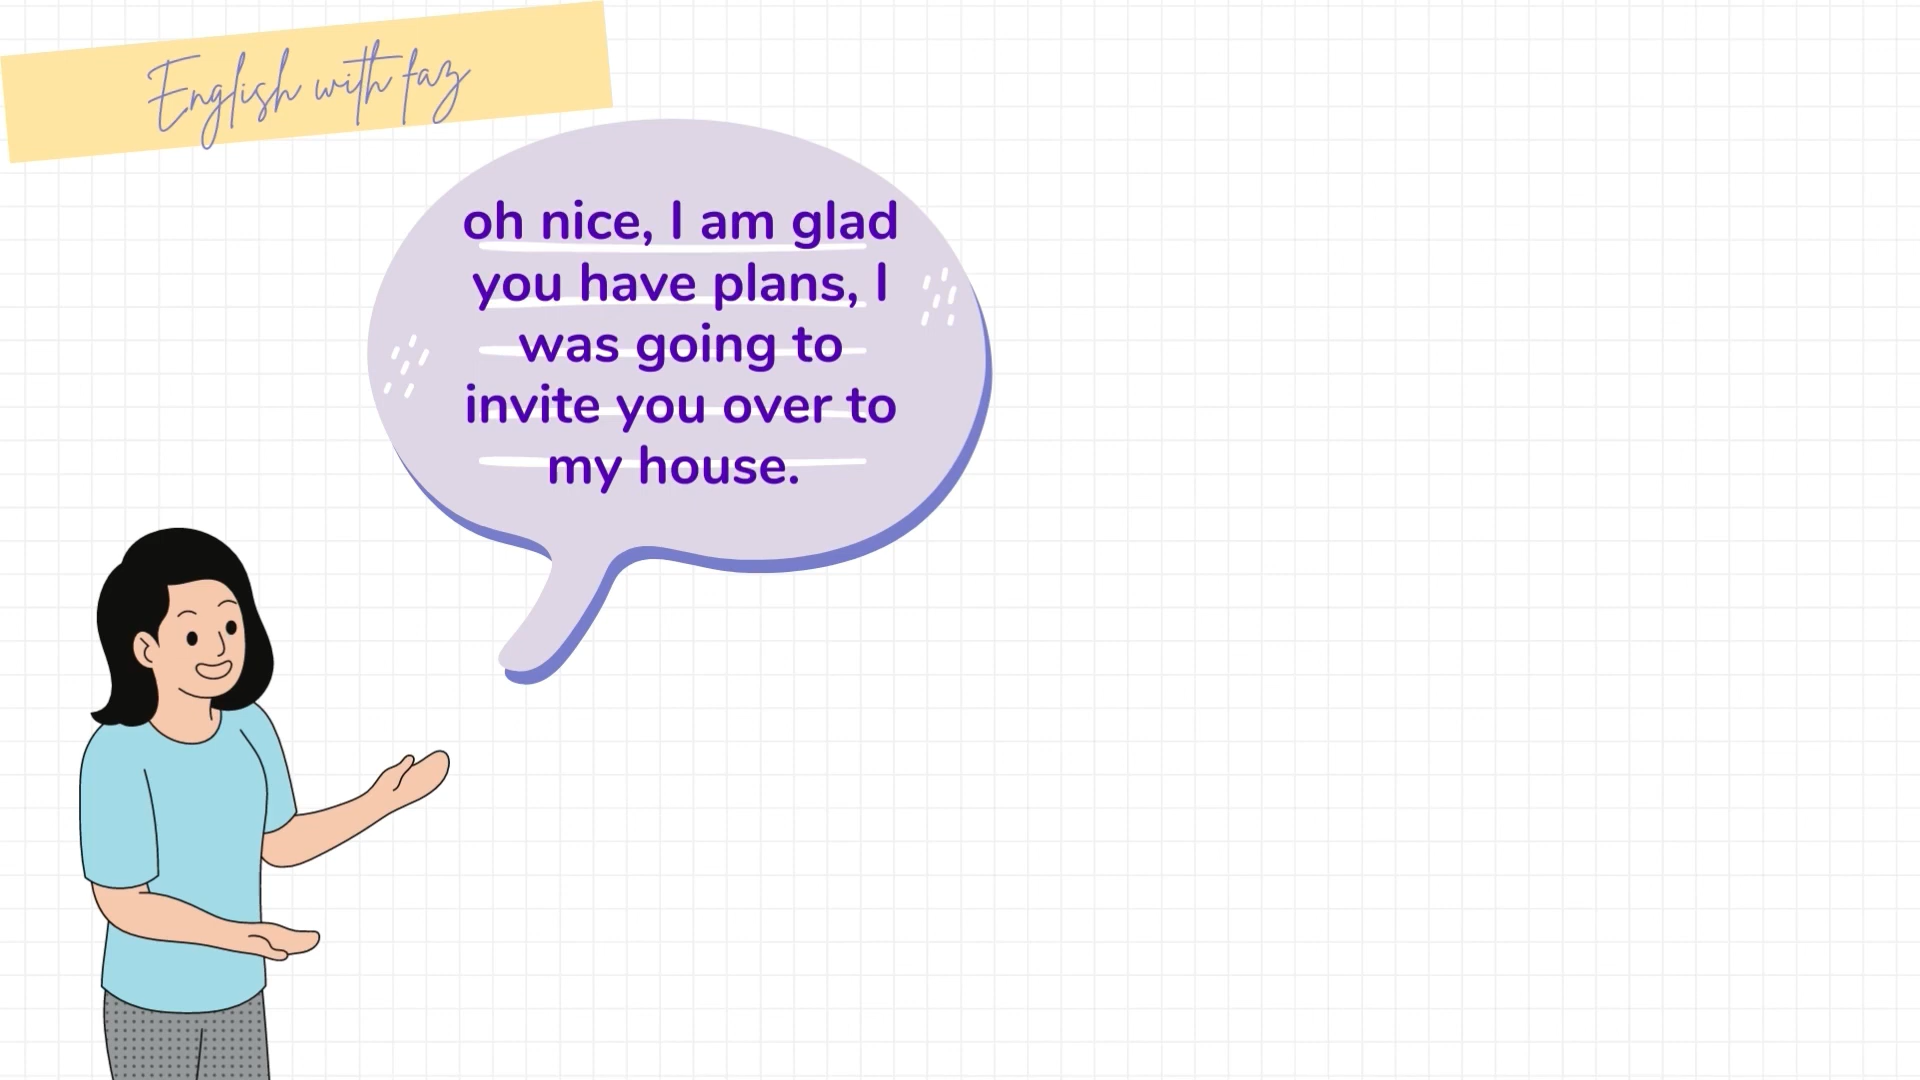 English with faz
oh nice, I am glad
you have plans, I
was going to
invite you over to
my house.